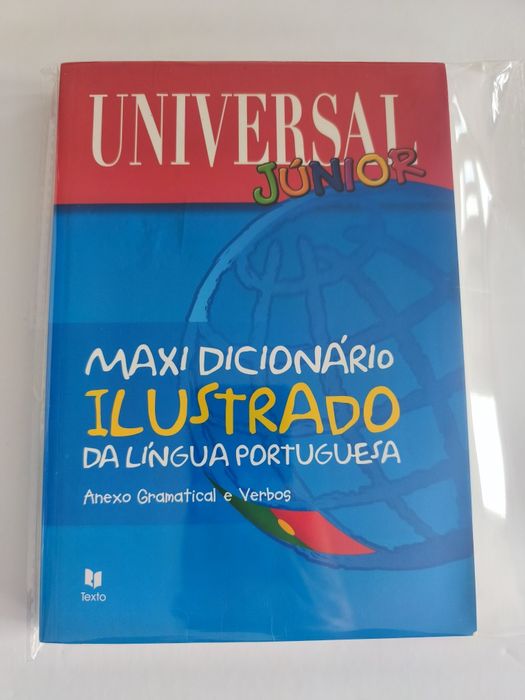 UNIVERSAL
JÚNIOR
MAXI DICIONÁRIO
ILUSTRADO
DA LÍNGUA PORTUGUESA
Anexo Gramatical e Verbos
Texto